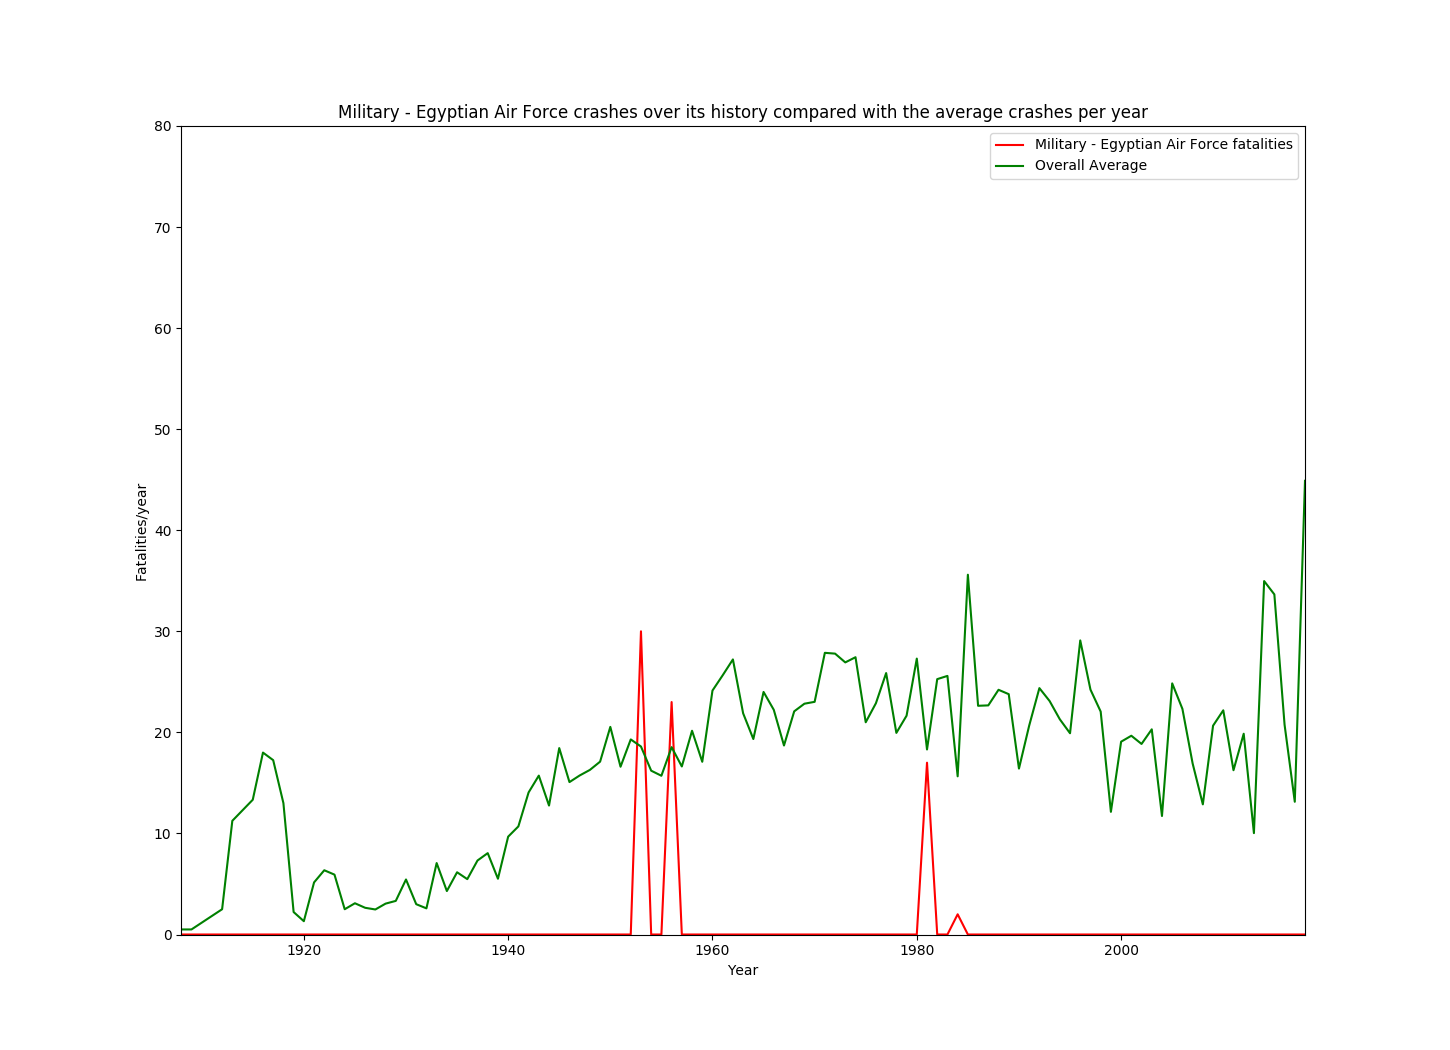 Military - Egyptian Air Force crashes over its history compared with the average crashes per year
Military - Egyptian Air Force fatalities
Overall Average
80
70
60
50
40
30
20
10
0
Fatalities/year
1920
1940
1960
1980
2000
Year